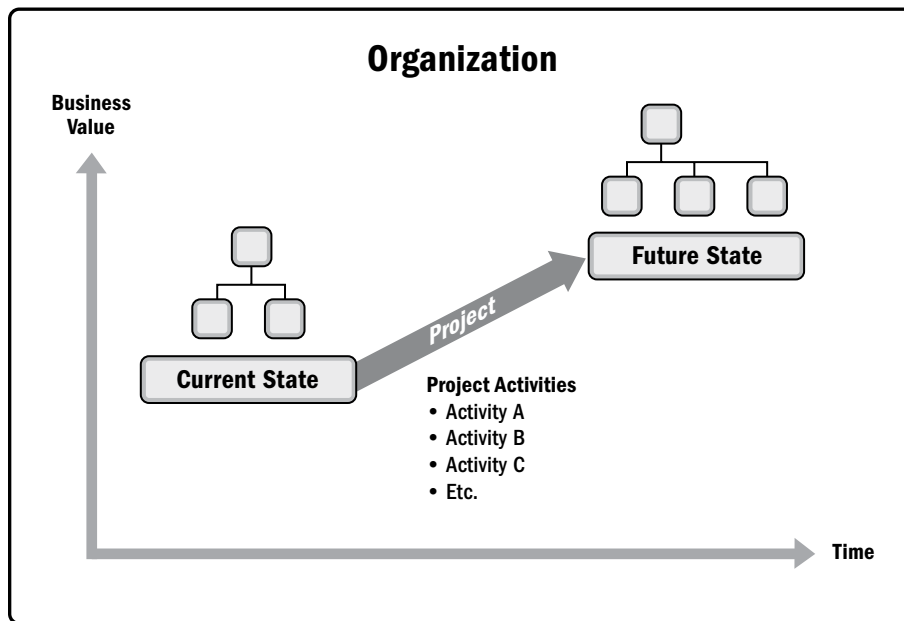 Organization
Business
Value
Future State
Project
Current State
Project Activities
• Activity A
• Activity B
• Activity C
• Etc.
Time